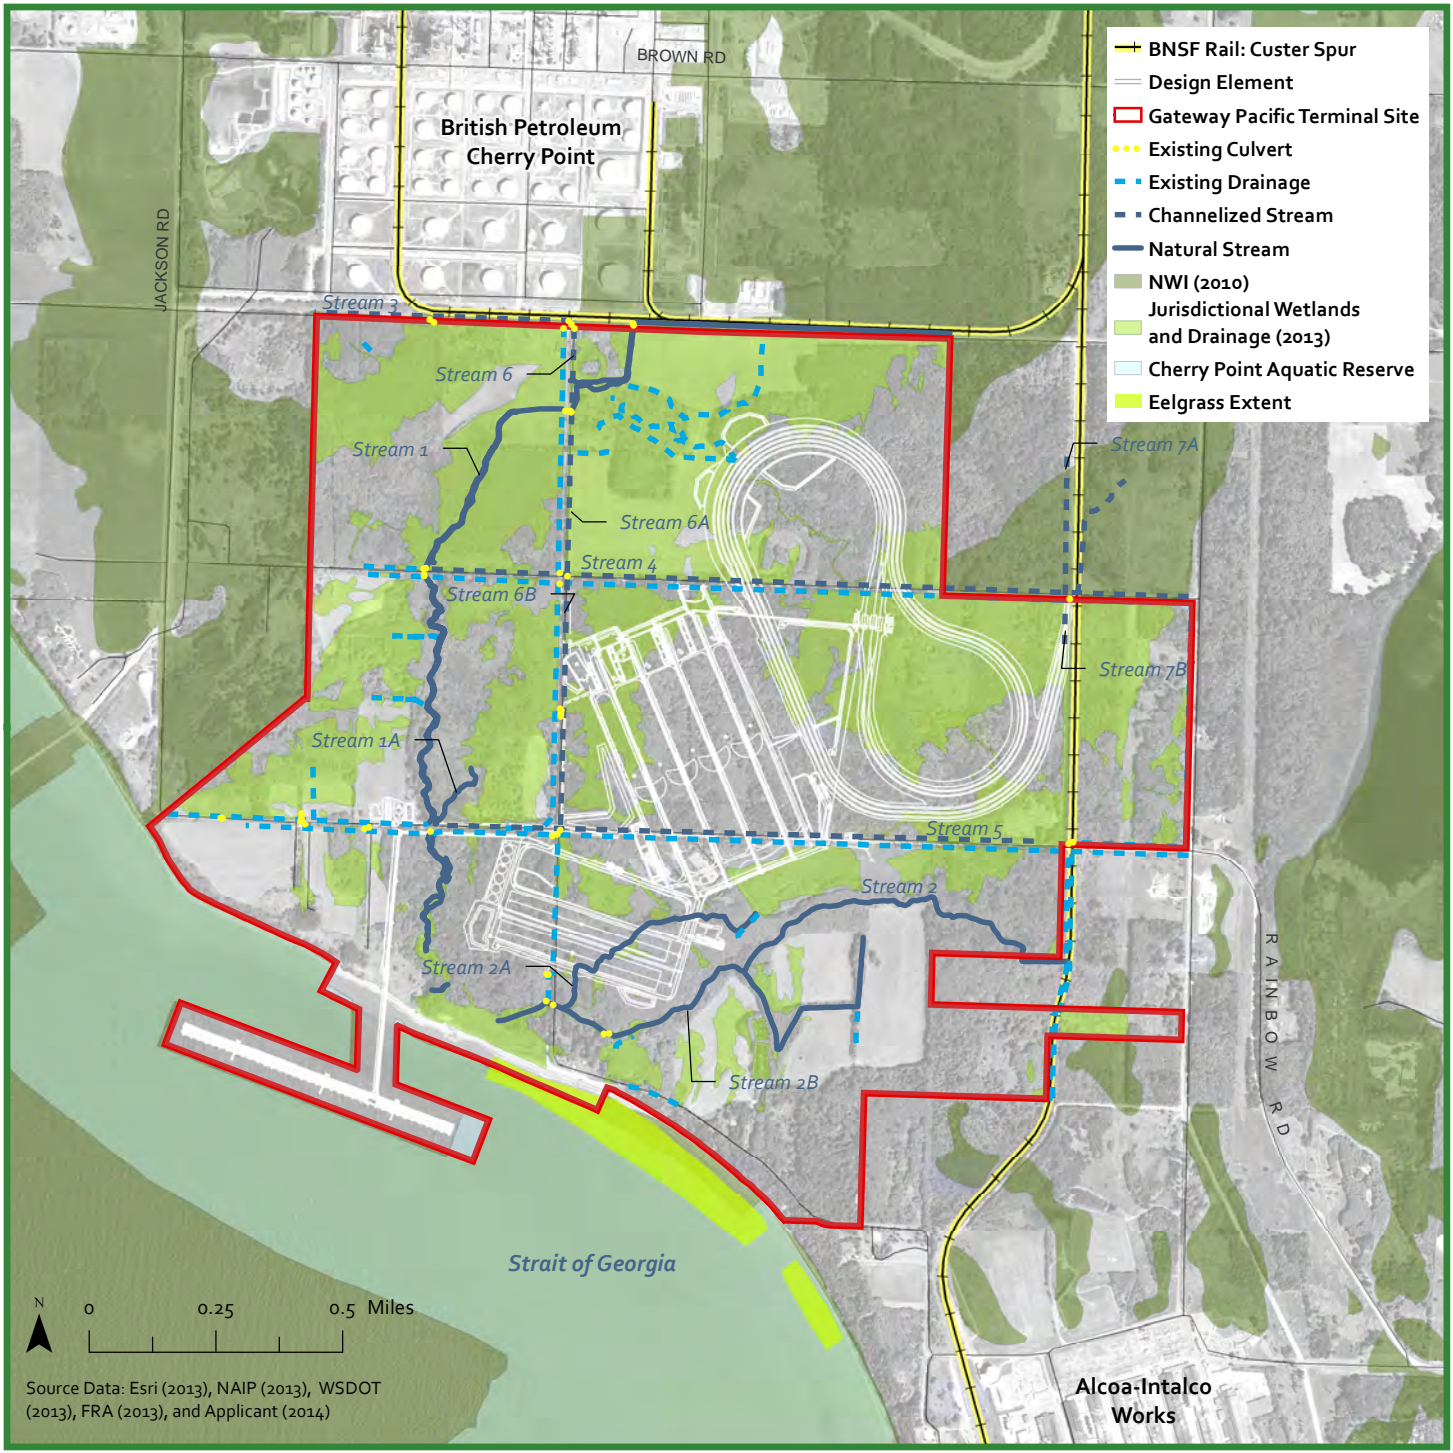 BROWN RD
British Petroleum
Cherry Point
JACKSON RD
BNSF Rail: Custer Spur
Design Element
Gateway Pacific Terminal Site
Existing Culvert
Existing Drainage
Channelized Stream
Natural Stream
NWI (2010)
Jurisdictional Wetlands
and Drainage (2013)
Cherry Point Aquatic Reserve
Eelgrass Extent
Stream 3
Stream 6
Stream 1
Stream 7A
Stream 6A
Stream 4
Stream 6B
Stream 7B
Stream 1A
Stream 5
Stream 2
Stream 2A
Stream 2B
RAINBOW RD
Strait of Georgia
N
0 0.25 0.5 Miles
Source Data: Esri (2013), NAIP (2013), WSDOT
(2013), FRA (2013), and Applicant (2014)
Alcoa-Intalco
Works